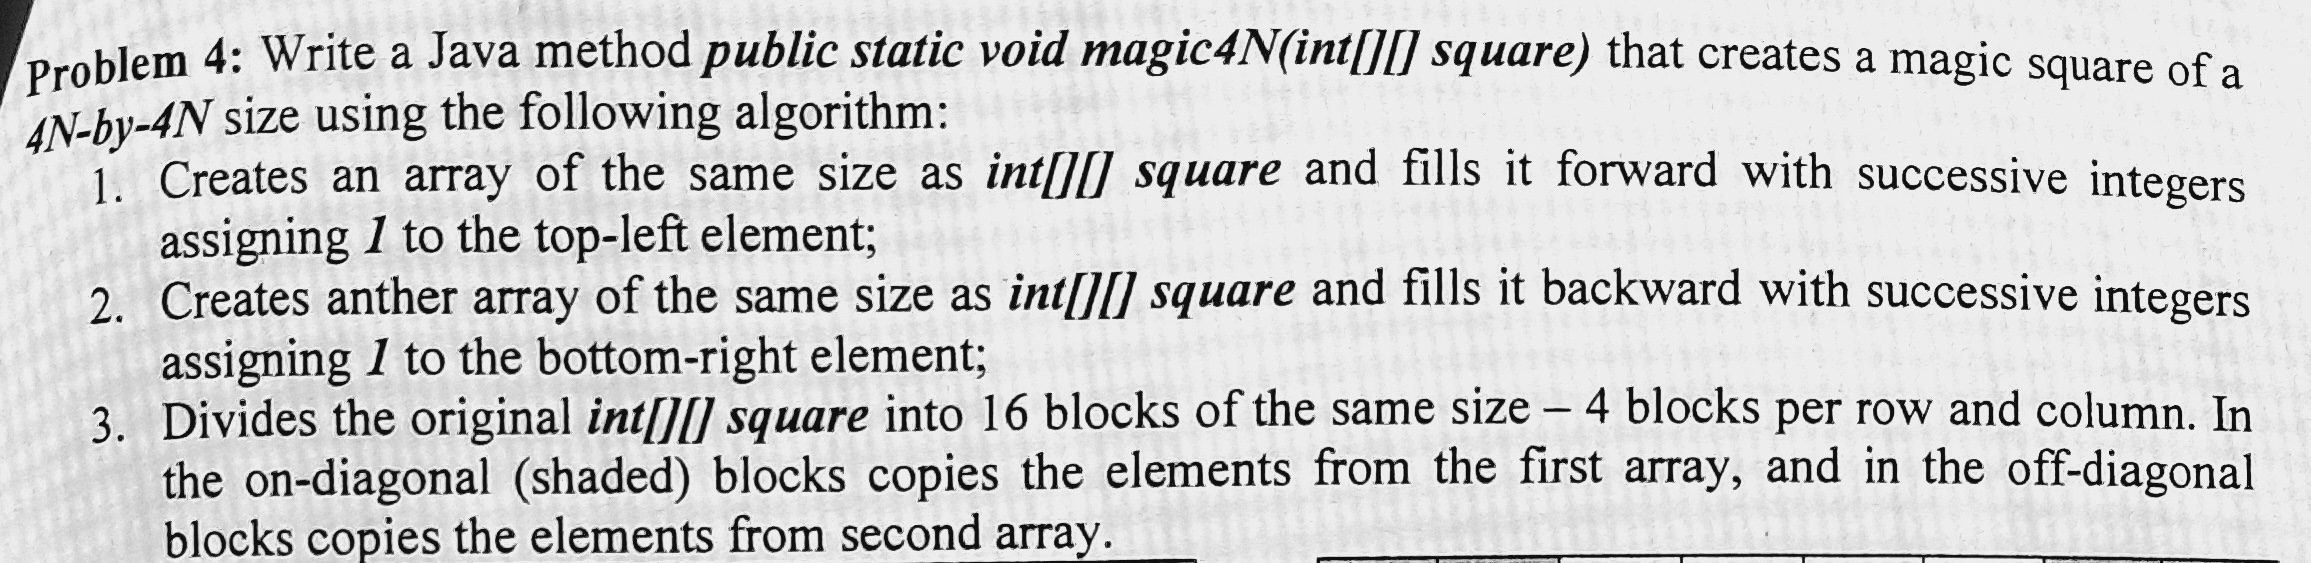 Problem 4: Write a Java method public static void magic4N(int[][] square) that creates a magic square of a
4N-by-4N size using the following algorithm:
1. Creates an array of the same size as int[][] square and fills it forward with successive integers
assigning 1 to the top-left element;
2. Creates anther array of the same size as int[][] square and fills it backward with successive integers
assigning 1 to the bottom-right element;
3. Divides the original int[][] square into 16 blocks of the same size – 4 blocks per row and column. In
the on-diagonal (shaded) blocks copies the elements from the first array, and in the off-diagonal
blocks copies the elements from second array.